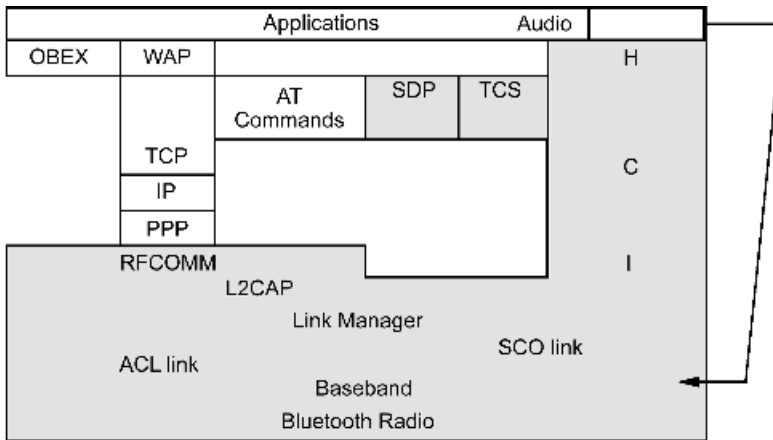 Applications Audio
OBEX WAP H
AT Commands SDP TCS
TCP C
IP
PPP
RFCOMM I
L2CAP
Link Manager
SCO link
ACL link
Baseband
Bluetooth Radio